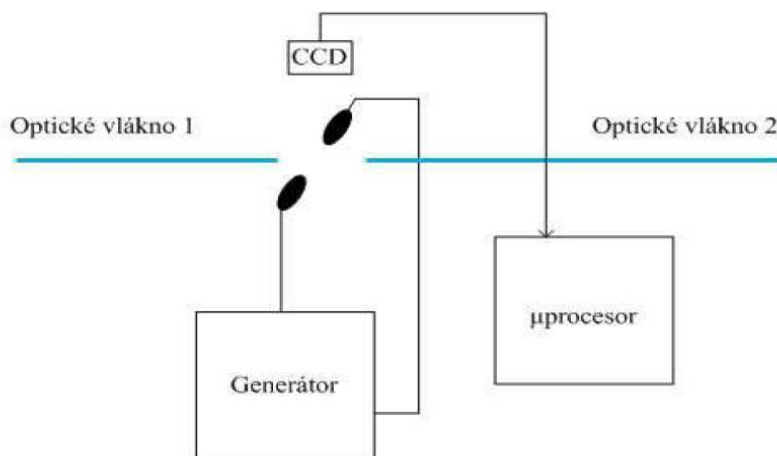 CCD
Optické vlákno 1
Optické vlákno 2
μprocesor
Generátor